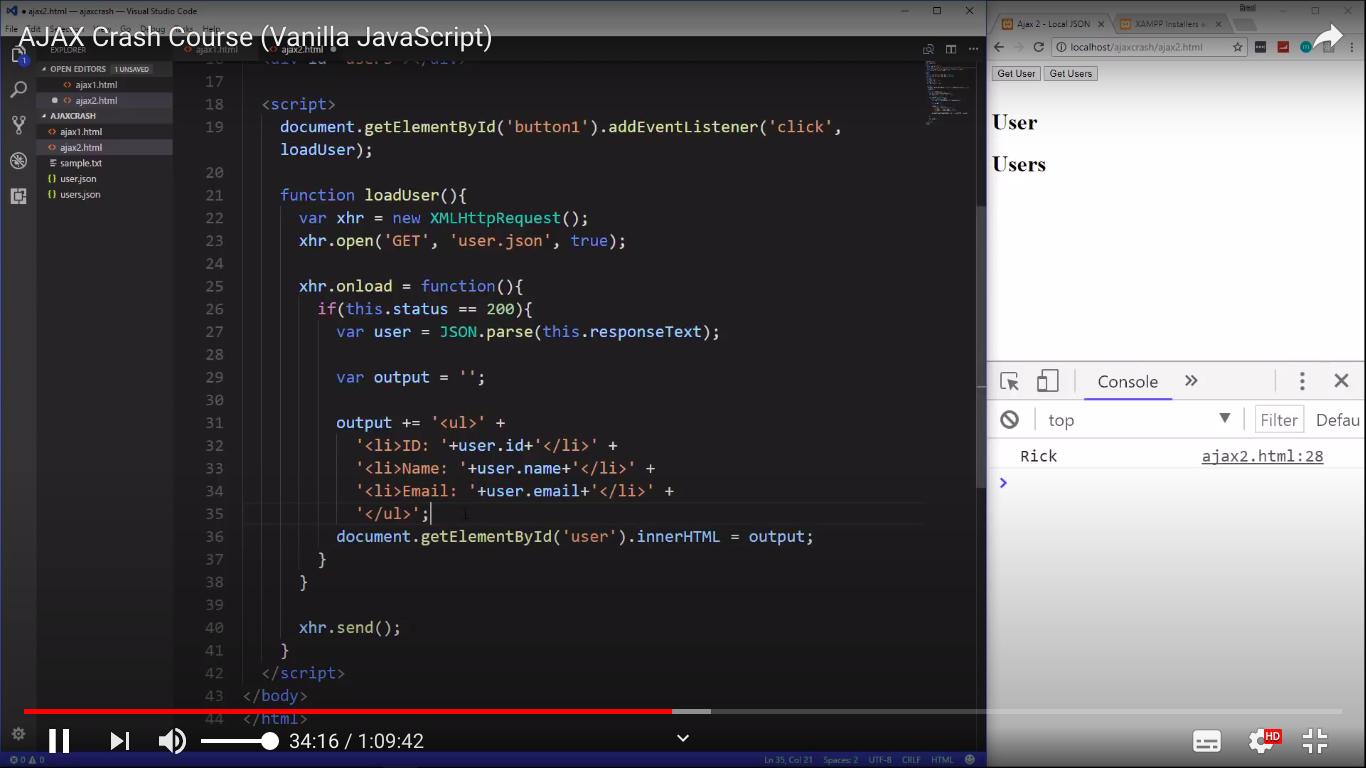 ajax2.html — ajaxcrash — Visual Studio Code
AJAX Crash Course (Vanilla JavaScript)
EXPLORER
OPEN EDITORS 1 UNSAVED
ajax1.html
ajax2.html
AJAXCRASH
ajax1.html
ajax2.html
sample.txt
user.json
users.json
1
ajax1.html
ajax2.html
17
18 <script>
19 document.getElementById('button1').addEventListener('click',
loadUser);
20
21 function loadUser(){
22 var xhr = new XMLHttpRequest();
23 xhr.open('GET', 'user.json', true);
24
25 xhr.onload = function(){
26 if(this.status == 200){
27 var user = JSON.parse(this.responseText);
28
29 var output = '';
30
31 output += '<ul>' +
32 '<li>ID: '+user.id+'</li>' +
33 '<li>Name: '+user.name+'</li>' +
34 '<li>Email: '+user.email+'</li>' +
35 '</ul>';
36 document.getElementById('user').innerHTML = output;
37 }
38 }
39
40 xhr.send();
41 }
42 </script>
43 </body>
44 </html>
Ajax 2 - Local JSON
XAMPP Installers
localhost/ajaxcrash/ajax2.html
Get User Get Users
User
Users
Console
top
Filter Defau
Rick ajax2.html:28
34:16 / 1:09:42
HD
0 0
Ln 35, Col 21 Spaces: 2 UTF-8 CRLF HTML